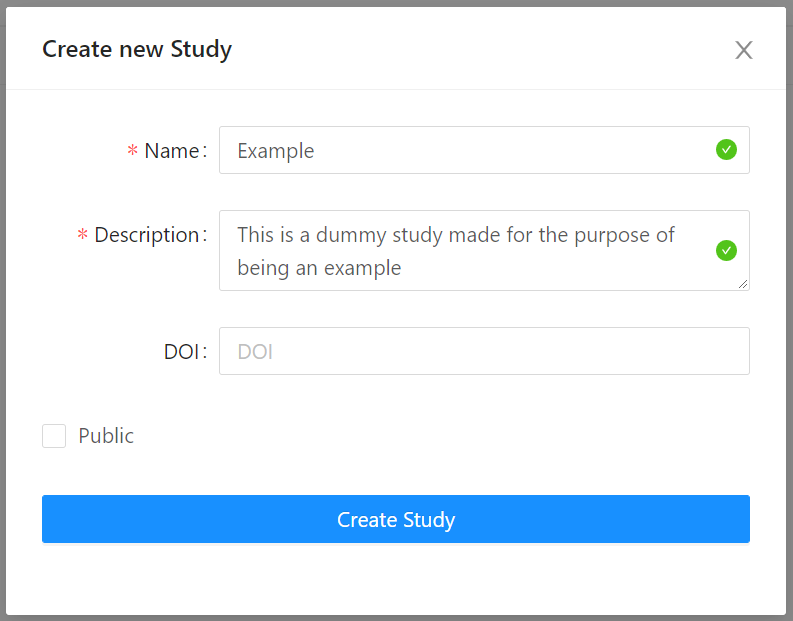 Create new Study
* Name: Example
* Description: This is a dummy study made for the purpose of
being an example
DOI: DOI
Public
Create Study